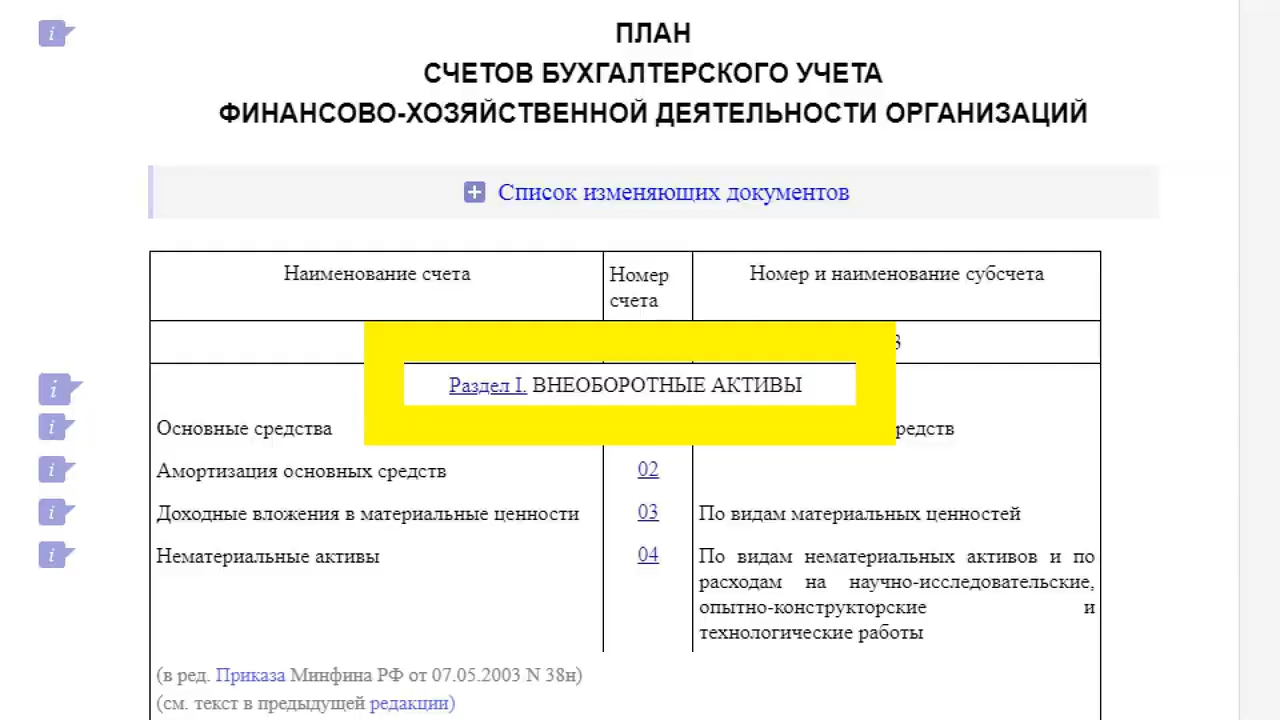 ПЛАН
СЧЕТОВ БУХГАЛТЕРСКОГО УЧЕТА
ФИНАНСОВО-ХОЗЯЙСТВЕННОЙ ДЕЯТЕЛЬНОСТИ ОРГАНИЗАЦИЙ
Список изменяющих документов
Наименование счета
Номер счета
Номер и наименование субсчета
Раздел I. ВНЕОБОРОТНЫЕ АКТИВЫ
Основные средства
Амортизация основных средств 02
Доходные вложения в материальные ценности 03 По видам материальных ценностей
Нематериальные активы 04 По видам нематериальных активов и по
расходам на научно-исследовательские,
опытно-конструкторские и
технологические работы
(в ред. Приказа Минфина РФ от 07.05.2003 N 38н)
(см. текст в предыдущей редакции)